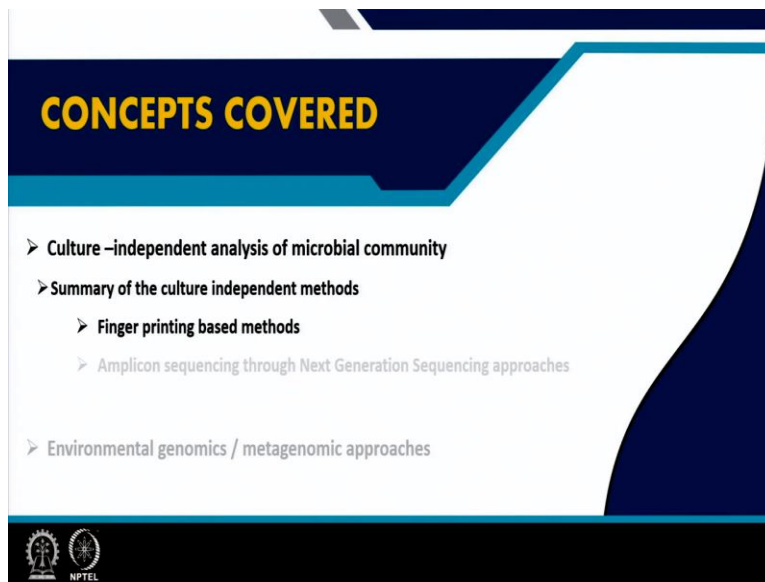 CONCEPTS COVERED
➢ Culture –independent analysis of microbial community
➢Summary of the culture independent methods
➢ Finger printing based methods
➢ Amplicon sequencing through Next Generation Sequencing approaches
➢ Environmental genomics / metagenomic approaches
NPTEL